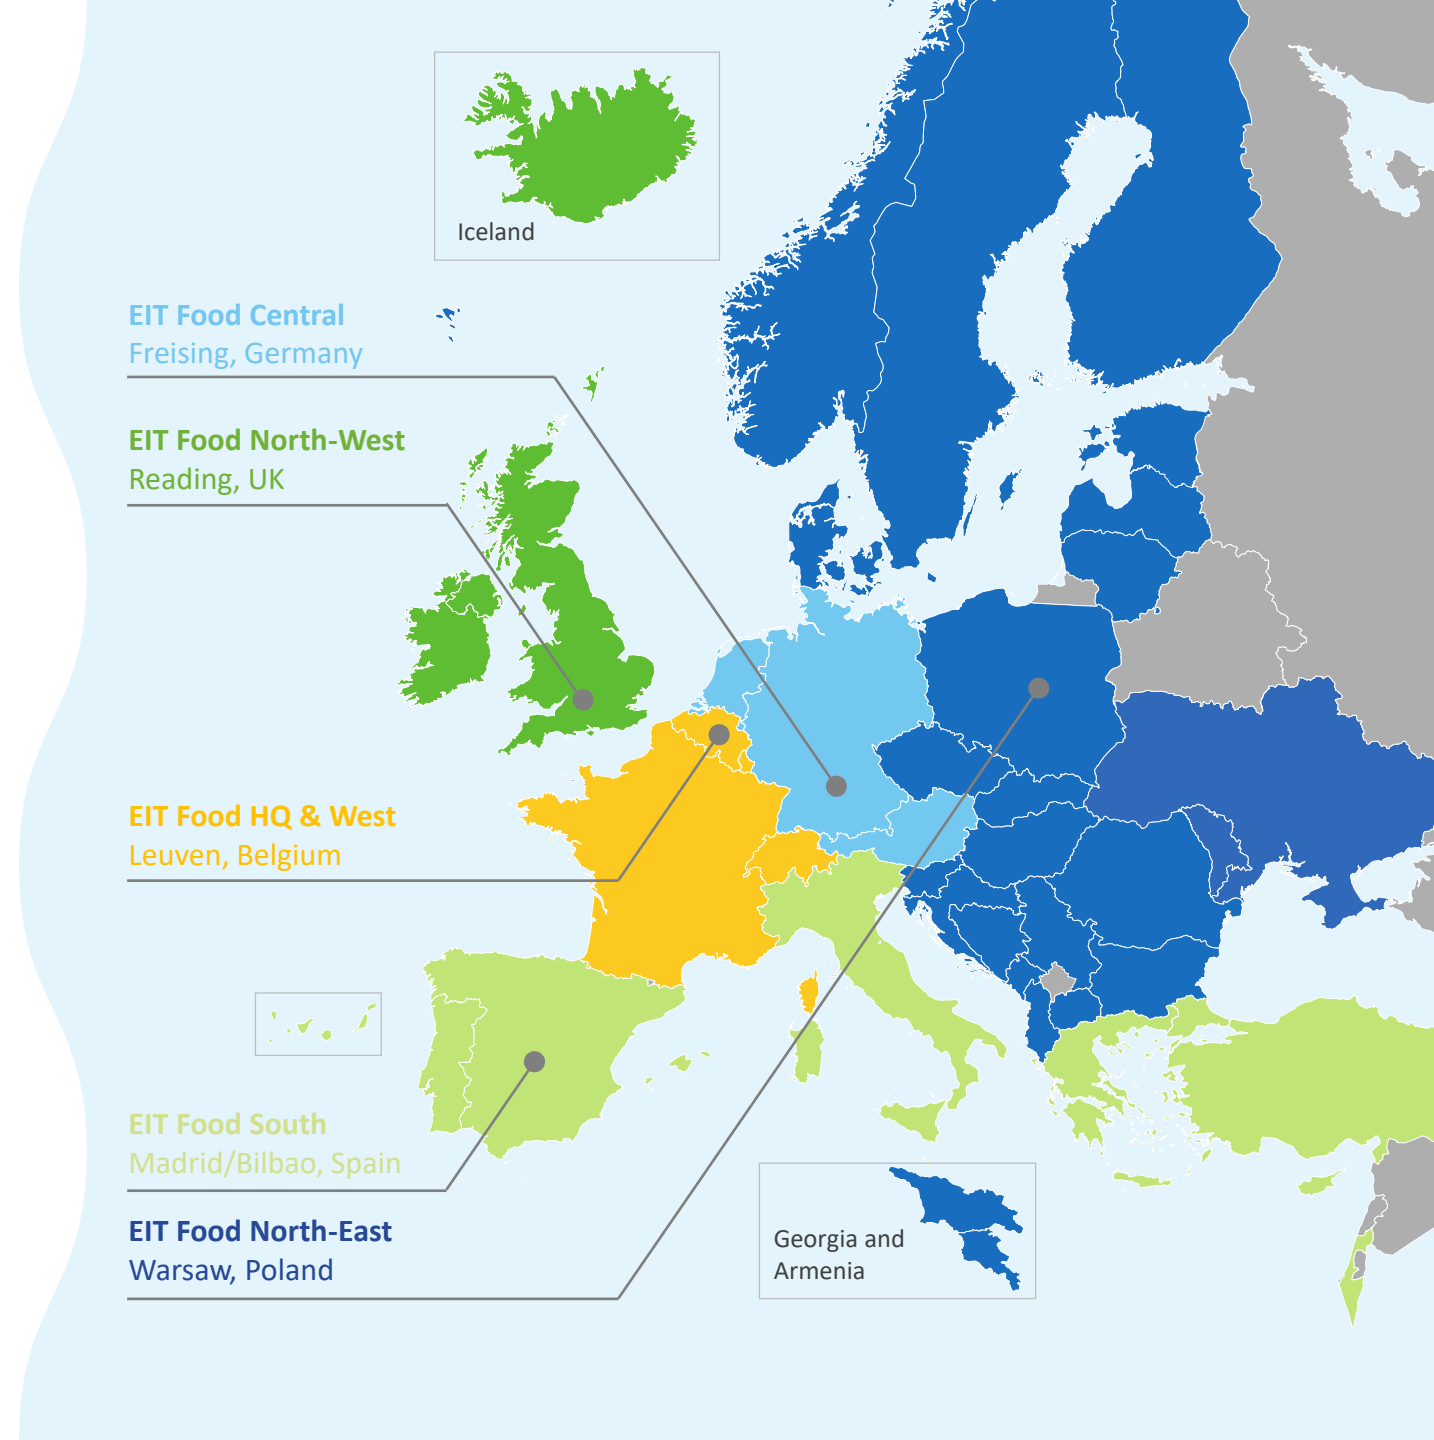 Iceland
EIT Food Central
Freising, Germany
EIT Food North-West
Reading, UK
EIT Food HQ & West
Leuven, Belgium
EIT Food South
Madrid/Bilbao, Spain
EIT Food North-East
Warsaw, Poland
Georgia and
Armenia